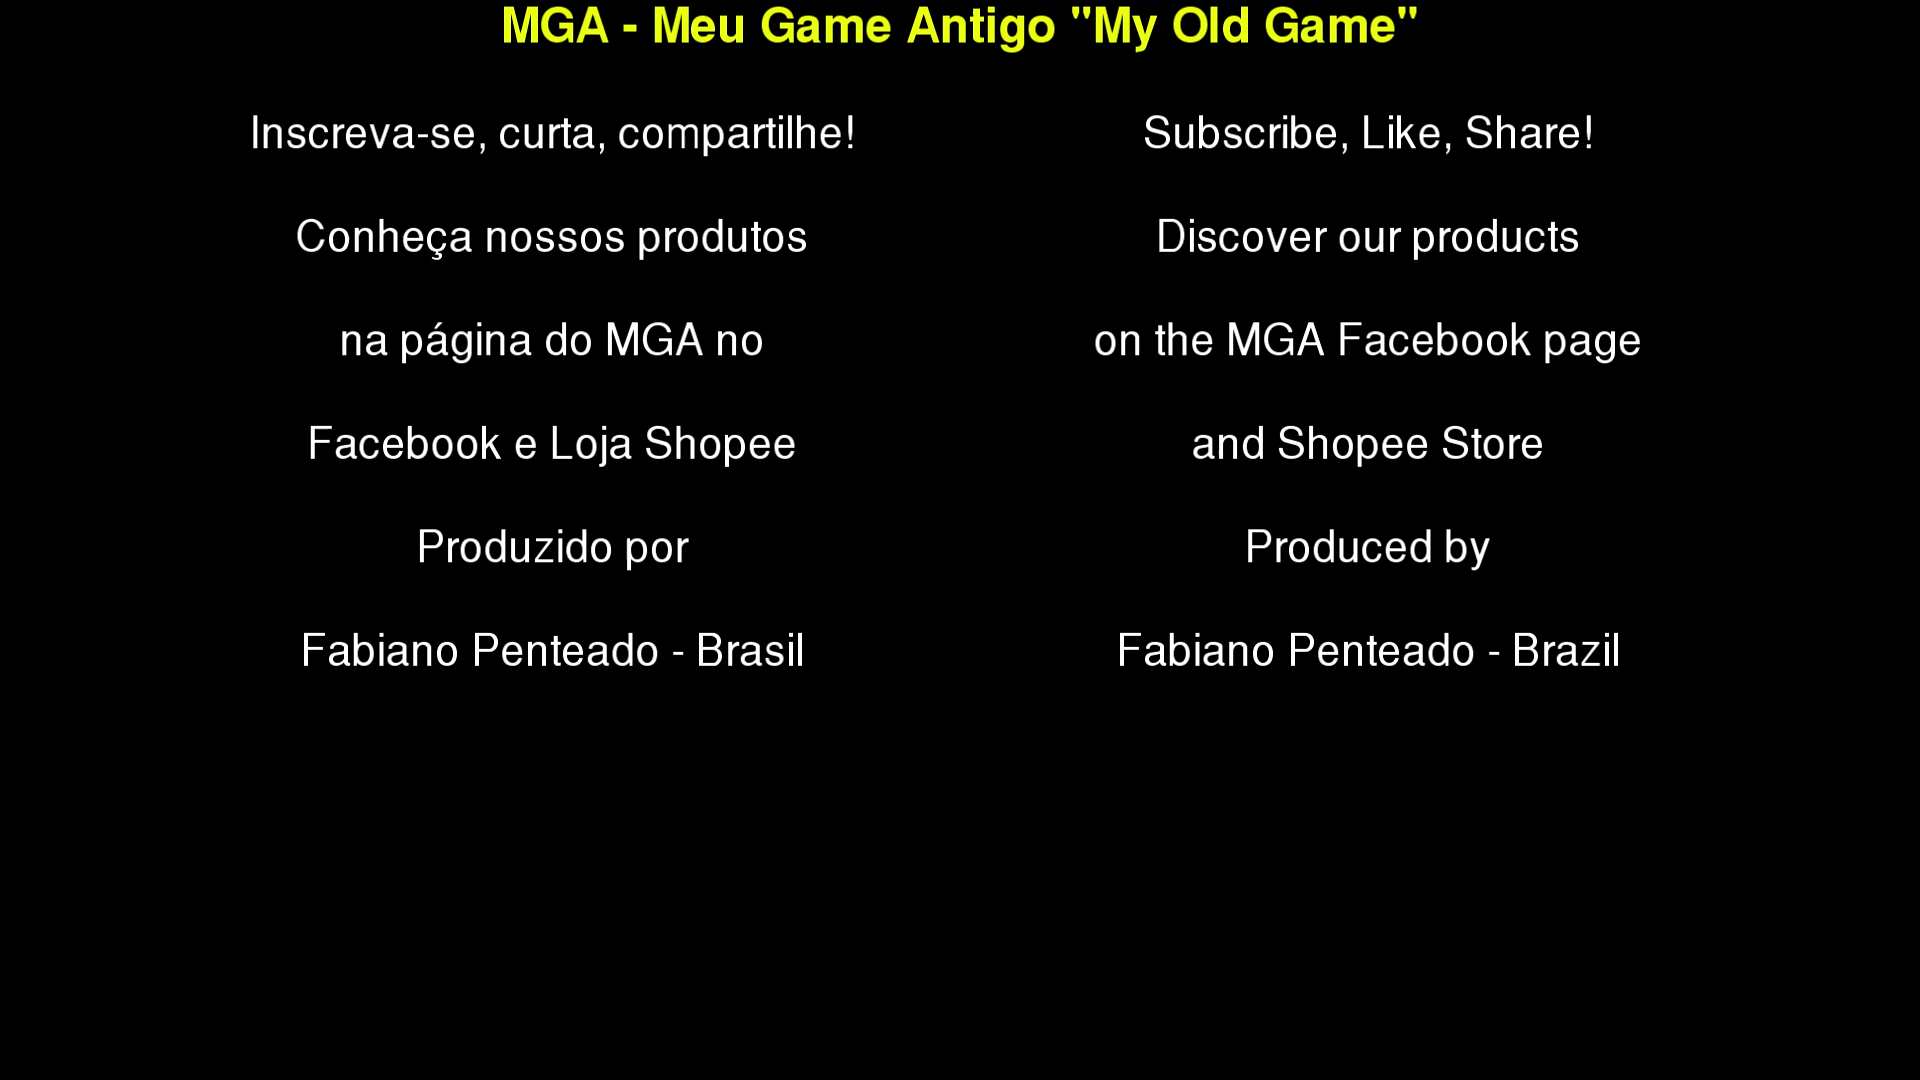 MGA - Meu Game Antigo "My Old Game"
Inscreva-se, curta, compartilhe!
Conheça nossos produtos
na página do MGA no
Facebook e Loja Shopee
Produzido por
Fabiano Penteado - Brasil
Subscribe, Like, Share!
Discover our products
on the MGA Facebook page
and Shopee Store
Produced by
Fabiano Penteado - Brazil